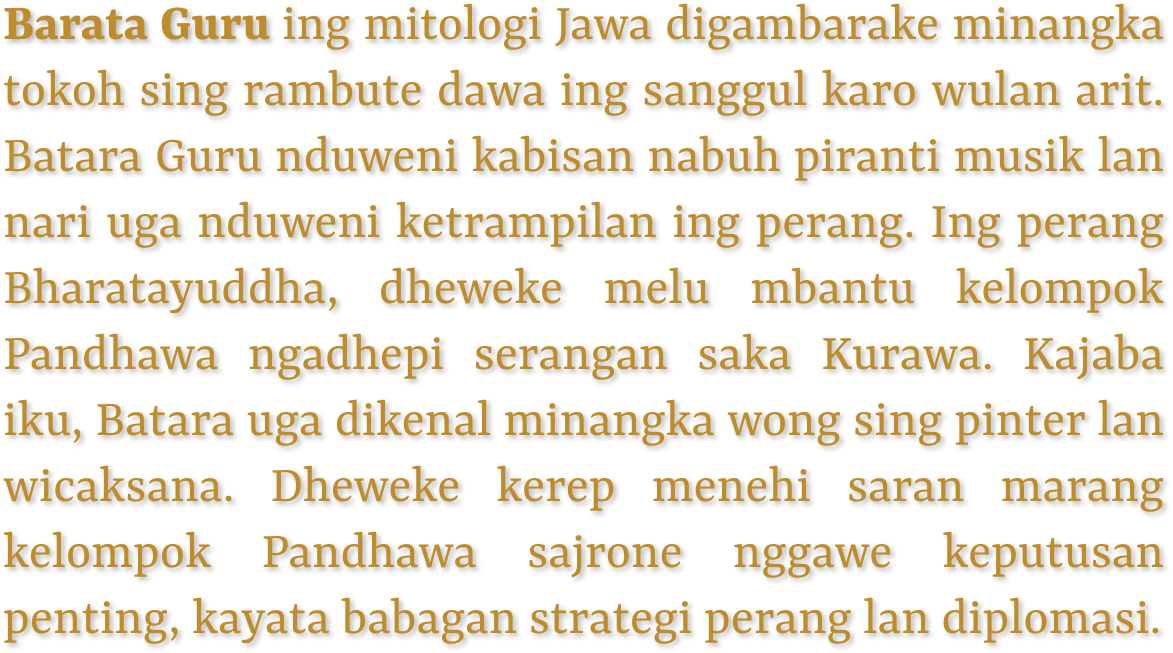 Barata Guru ing mitologi Jawa digambarake minangka
tokoh sing rambute dawa ing sanggul karo wulan arit.
Batara Guru nduweni kabisan nabuh piranti musik lan
nari uga nduweni ketrampilan ing perang. Ing perang
Bharatayuddha, dheweke melu mbantu kelompok
Pandhawa ngadhepi serangan saka Kurawa. Kajaba
iku, Batara uga dikenal minangka wong sing pinter lan
wicaksana. Dheweke kerep menehi saran marang
kelompok Pandhawa sajrone nggawe keputusan
penting, kayata babagan strategi perang lan diplomasi.